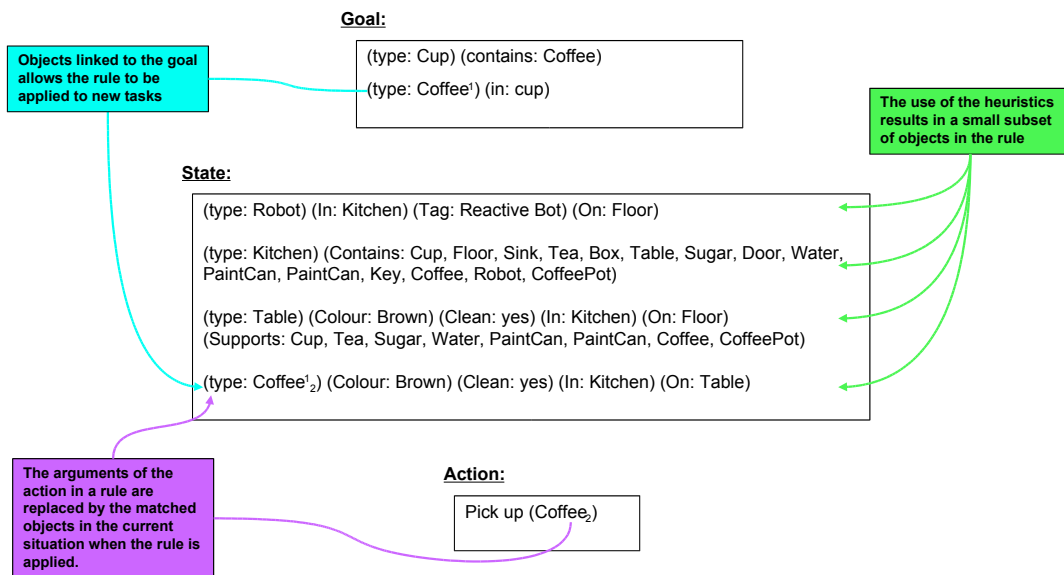 Goal:
(type: Cup) (contains: Coffee)
(type: Coffee¹) (in: cup)
Objects linked to the goal
allows the rule to be
applied to new tasks
The use of the heuristics
results in a small subset
of objects in the rule
State:
(type: Robot) (In: Kitchen) (Tag: Reactive Bot) (On: Floor)
(type: Kitchen) (Contains: Cup, Floor, Sink, Tea, Box, Table, Sugar, Door, Water,
PaintCan, PaintCan, Key, Coffee, Robot, CoffeePot)
(type: Table) (Colour: Brown) (Clean: yes) (In: Kitchen) (On: Floor)
(Supports: Cup, Tea, Sugar, Water, PaintCan, PaintCan, Coffee, CoffeePot)
(type: Coffee¹₂) (Colour: Brown) (Clean: yes) (In: Kitchen) (On: Table)
The arguments of the
action in a rule are
replaced by the matched
objects in the current
situation when the rule is
applied.
Action:
Pick up (Coffee₂)